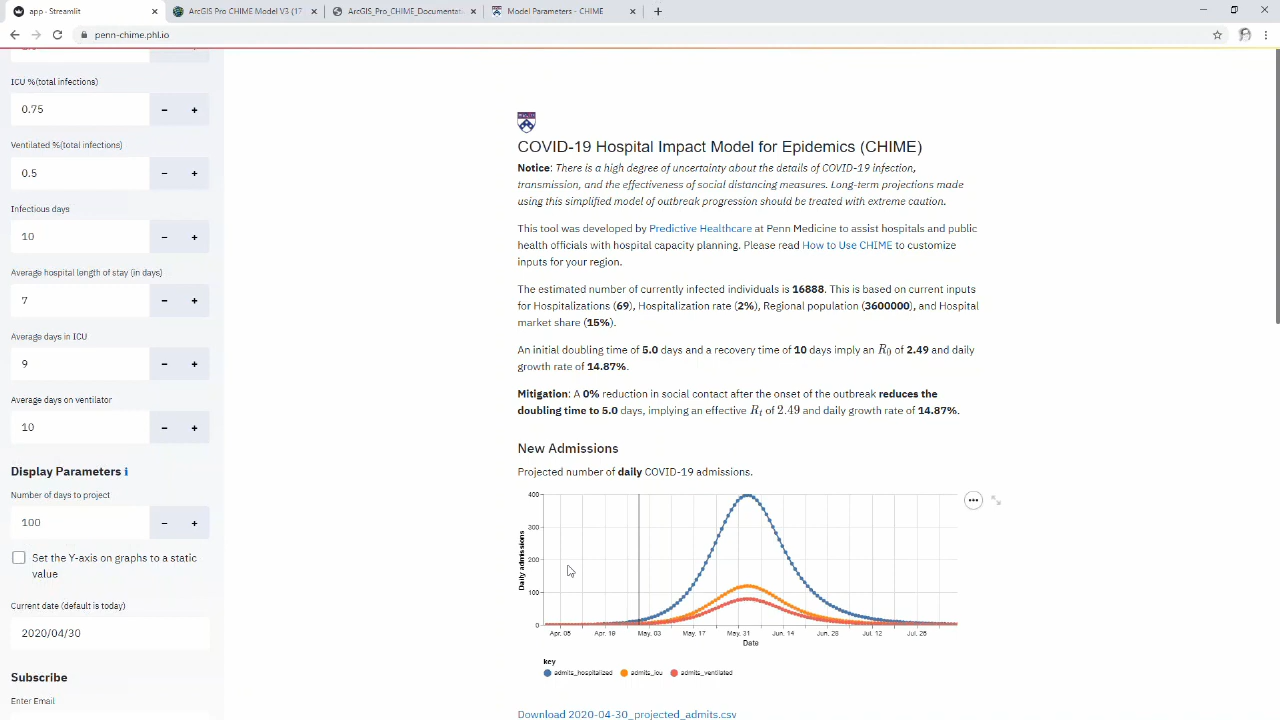 app - Streamlit
ArcGIS Pro CHIME Model V3 (17
ArcGIS_Pro_CHIME_Documentat
Model Parameters - CHIME
penn-chime.phl.io
ICU %(total infections)
0.75
Ventilated %(total infections)
0.5
Infectious days
10
Average hospital length of stay (in days)
7
Average days in ICU
9
Average days on ventilator
10
Display Parameters i
Number of days to project
100
Set the Y-axis on graphs to a static
value
Current date (default is today)
2020/04/30
Subscribe
Enter Email
COVID-19 Hospital Impact Model for Epidemics (CHIME)
Notice: There is a high degree of uncertainty about the details of COVID-19 infection,
transmission, and the effectiveness of social distancing measures. Long-term projections made
using this simplified model of outbreak progression should be treated with extreme caution.
This tool was developed by Predictive Healthcare at Penn Medicine to assist hospitals and public
health officials with hospital capacity planning. Please read How to Use CHIME to customize
inputs for your region.
The estimated number of currently infected individuals is 16888. This is based on current inputs
for Hospitalizations (69), Hospitalization rate (2%), Regional population (3600000), and Hospital
market share (15%).
An initial doubling time of 5.0 days and a recovery time of 10 days imply an R0 of 2.49 and daily
growth rate of 14.87%.
Mitigation: A 0% reduction in social contact after the onset of the outbreak reduces the
doubling time to 5.0 days, implying an effective Rt of 2.49 and daily growth rate of 14.87%.
New Admissions
Projected number of daily COVID-19 admissions.
400
300
200
100
0
Daily admissions
Apr. 05 Apr. 19 May. 03 May. 17 May. 31 Jun. 14 Jun. 28 Jul. 12 Jul. 26
Date
key
admits_hospitalized admits_icu admits_ventilated
Download 2020-04-30_projected_admits.csv